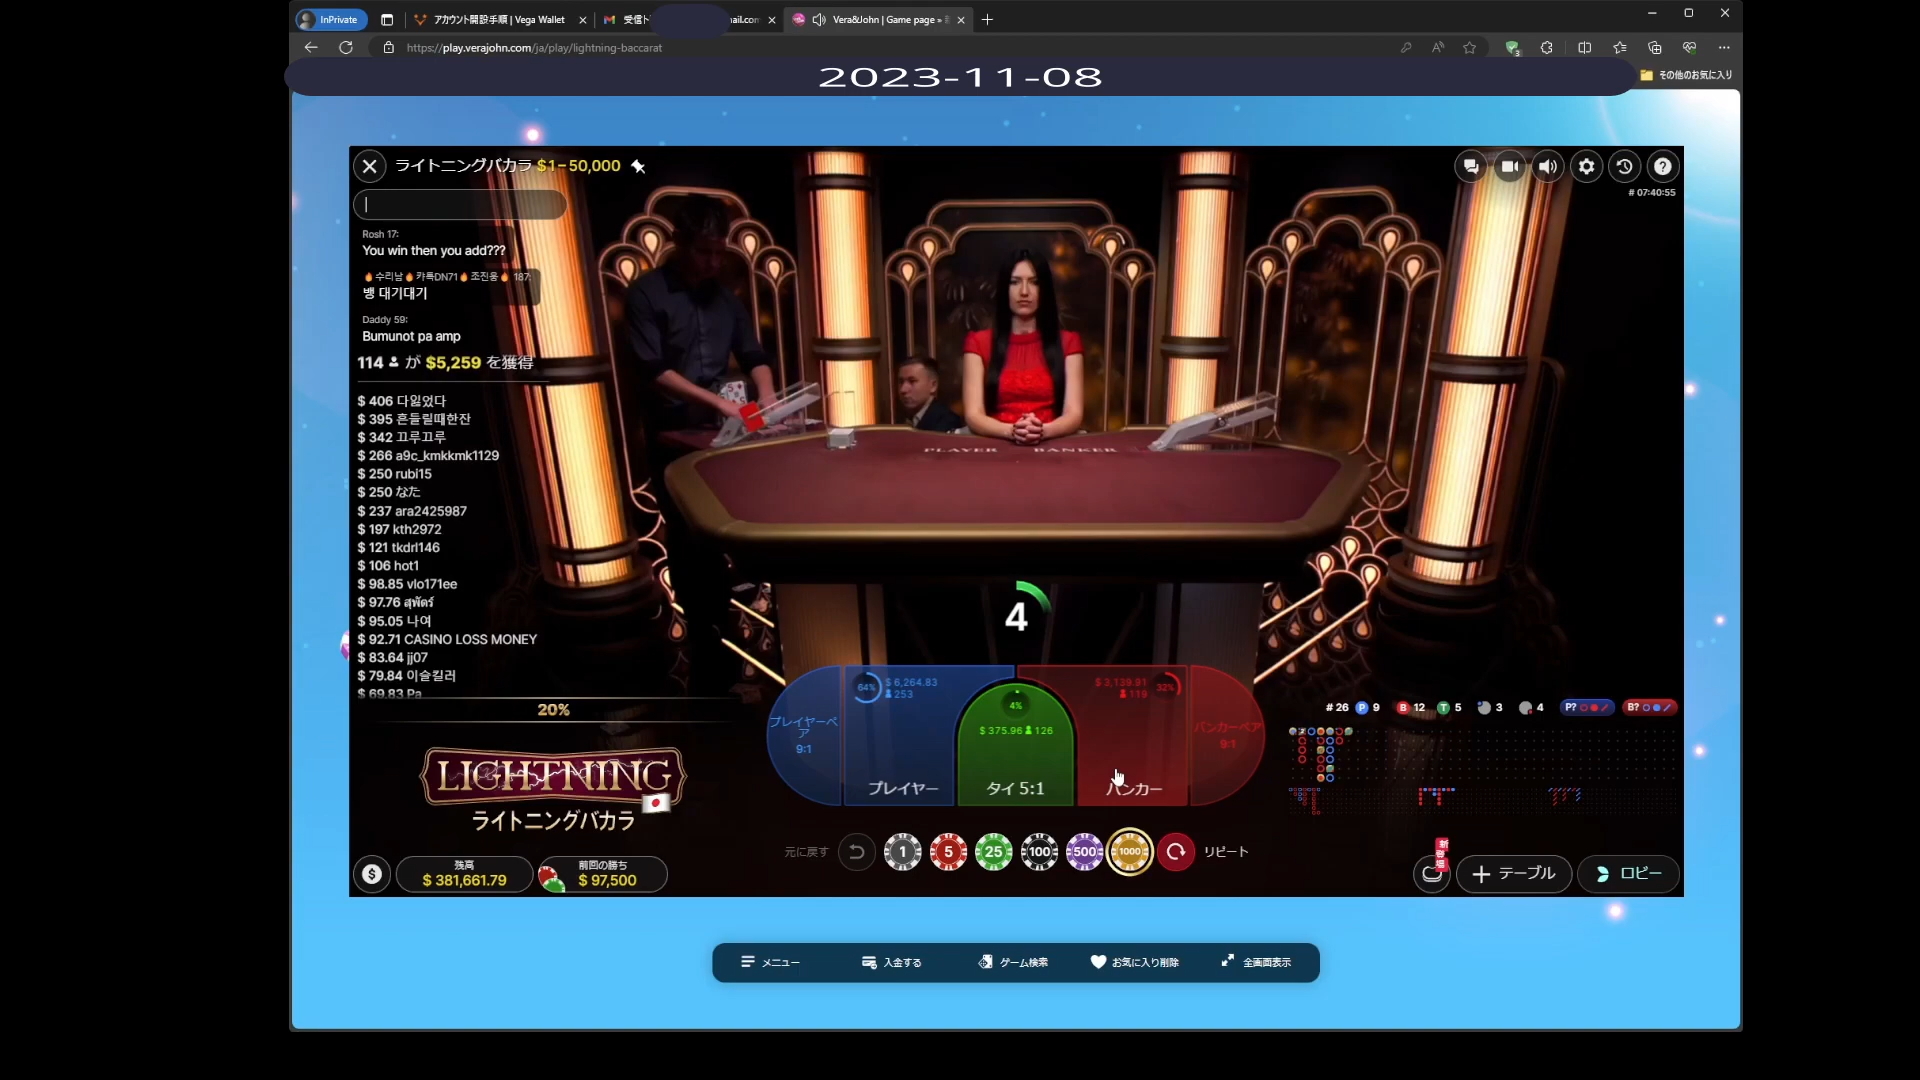 InPrivate
アカウント開設手順 | Vega Wallet
受信ト
ail.com
Vera&John | Game page »
https://play.verajohn.com/ja/play/lightning-baccarat
3
2023-11-08
その他のお気に入り
ライトニングバカラ $1–50,000
# 07:40:55
Rosh 17:
You win then you add???
🔥수리남🔥캬톡DN71🔥조진웅🔥 187:
뱅 대기대기
Daddy 59:
Bumunot pa amp
114 が $5,259 を獲得
$ 406 다잃었다
$ 395 흔들릴때한잔
$ 342 끄루끄루
$ 266 a9c_kmkkmk1129
$ 250 rubi15
$ 250 なた
$ 237 ara2425987
$ 197 kth2972
$ 121 tkdrl146
$ 106 hot1
$ 98.85 vlo171ee
$ 97.76 สุพัตร์
$ 95.05 나여
$ 92.71 CASINO LOSS MONEY
$ 83.64 jj07
$ 79.84 이슬킬러
$ 69.83 Pa
20%
LIGHTNING
ライトニングバカラ
PLAYER BANKER
4
64%
$ 6,264.83
253
4%
$ 375.96 126
$ 3,139.91
119
32%
プレイヤーペア
9:1
プレイヤー
タイ 5:1
バンカー
バンカーペア
9:1
# 26 P 9 B 12 T 5 3 4 P? B?
元に戻す
1
5
25
100
500
1000
リピート
残高
$ 381,661.79
前回の勝ち
$ 97,500
テーブル
ロビー
メニュー
入金する
ゲーム検索
お気に入り削除
全画面表示